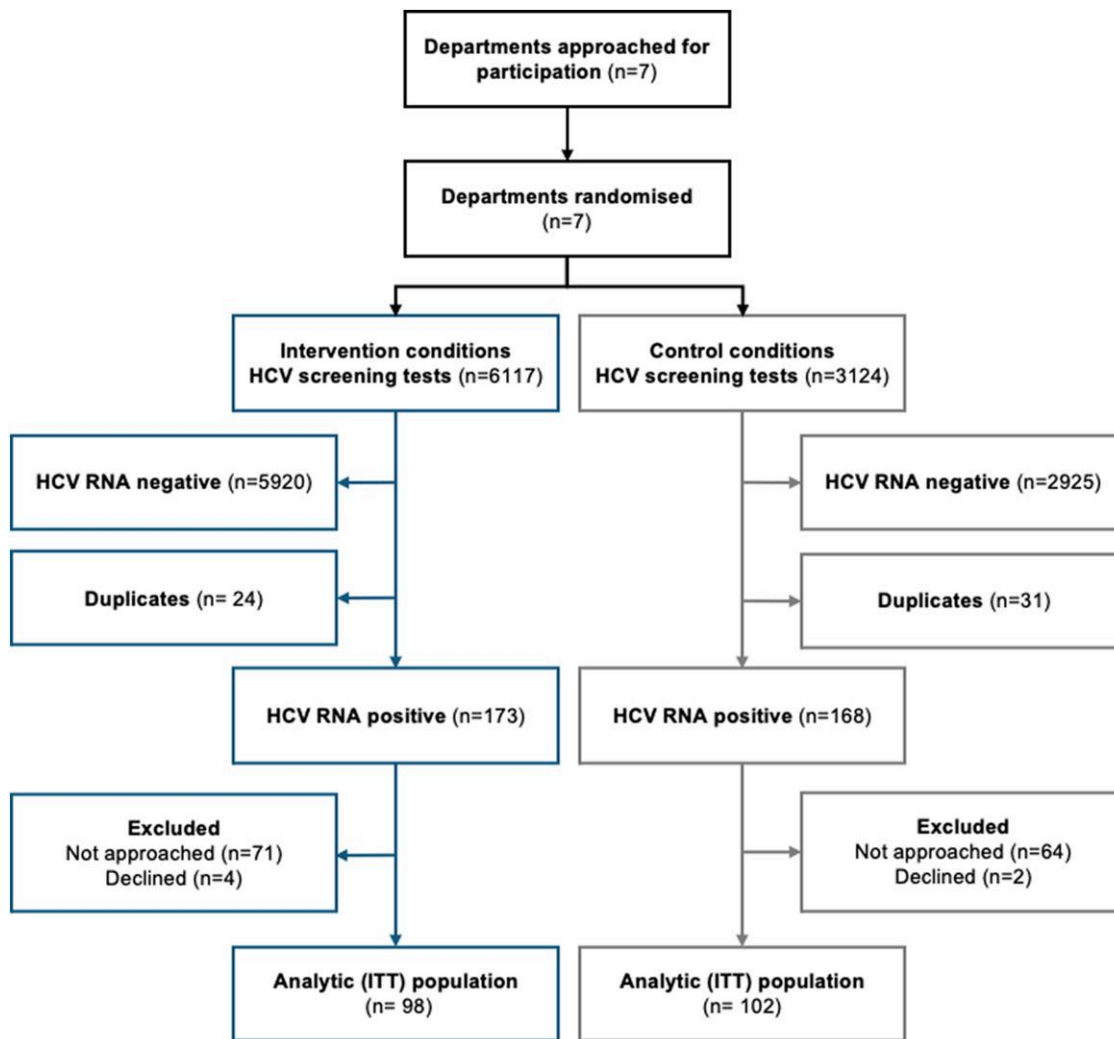 Departments approached for
participation (n=7)
Departments randomised
(n=7)
Intervention conditions
HCV screening tests (n=6117)
Control conditions
HCV screening tests (n=3124)
HCV RNA negative (n=5920)
HCV RNA negative (n=2925)
Duplicates (n= 24)
Duplicates (n=31)
HCV RNA positive (n=173)
HCV RNA positive (n=168)
Excluded
Not approached (n=71)
Declined (n=4)
Excluded
Not approached (n=64)
Declined (n=2)
Analytic (ITT) population
(n= 98)
Analytic (ITT) population
(n= 102)